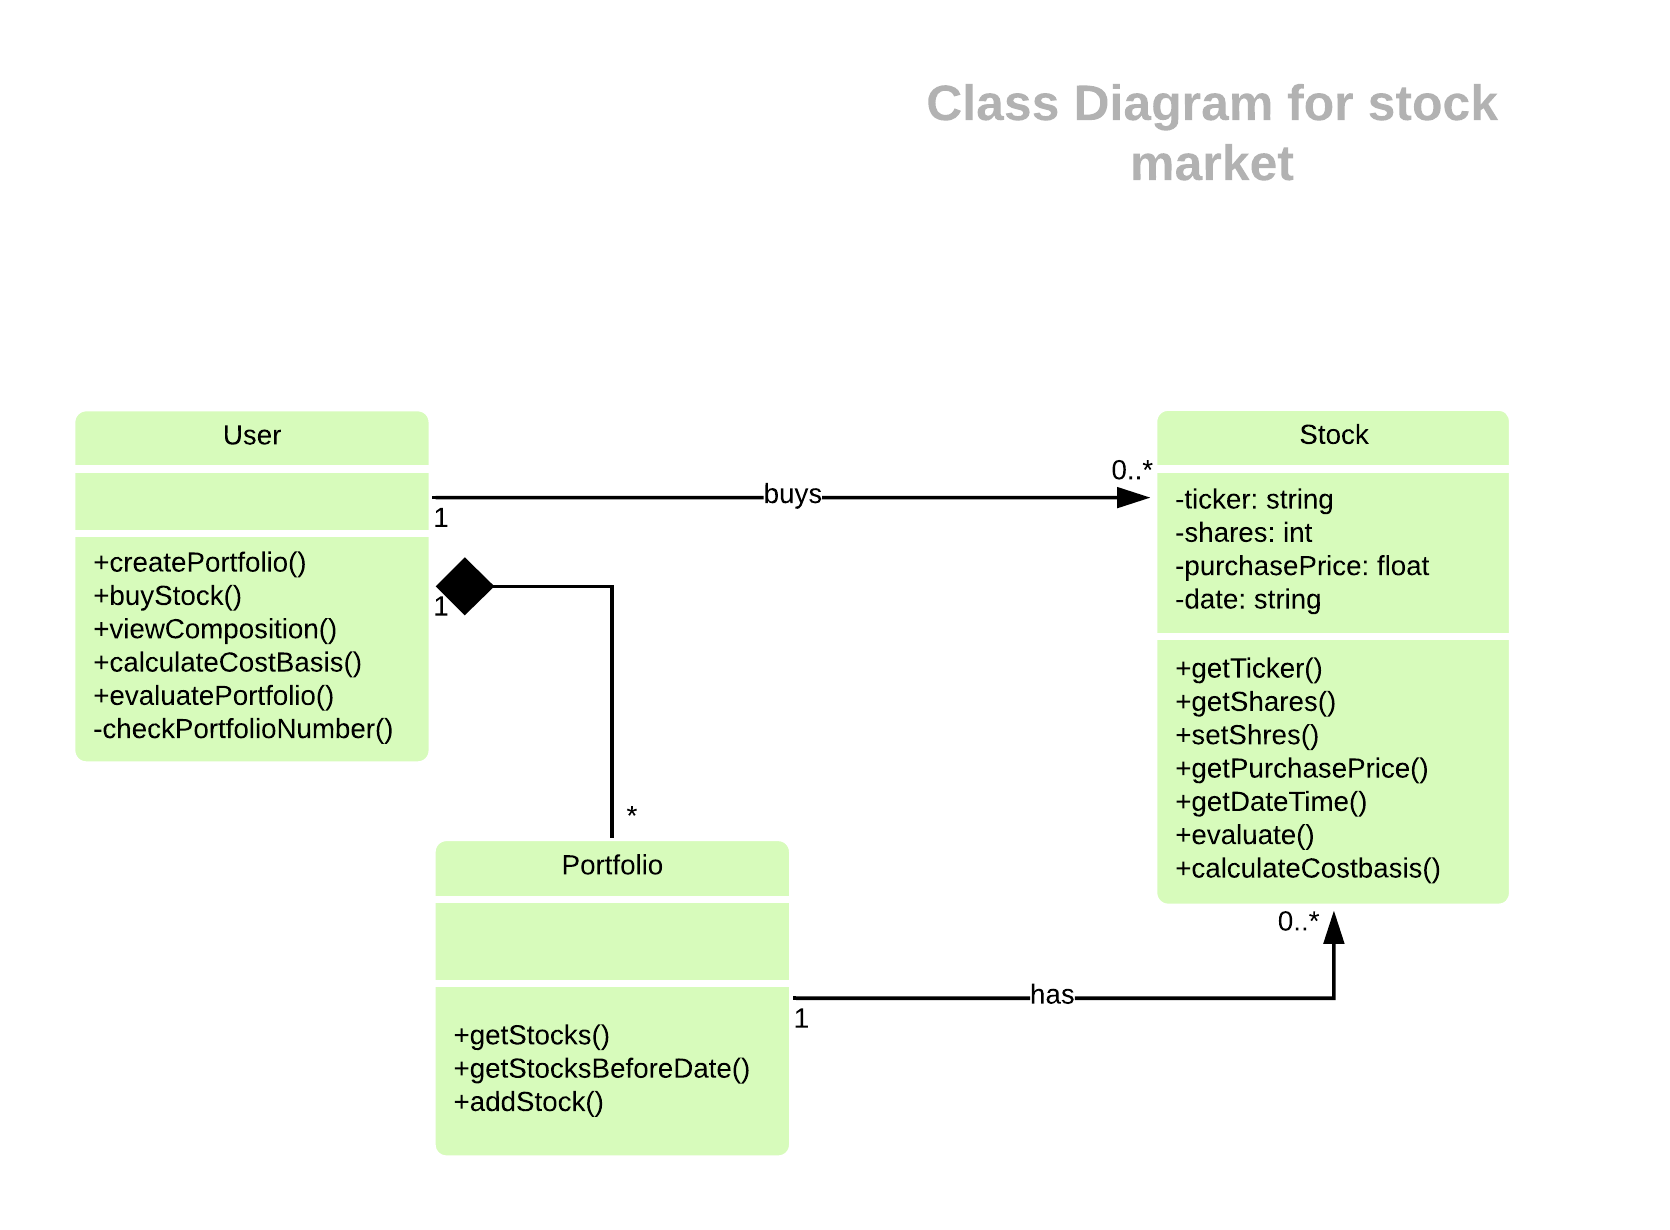 Class Diagram for stock
market
User
+createPortfolio()
+buyStock()
+viewComposition()
+calculateCostBasis()
+evaluatePortfolio()
-checkPortfolioNumber()
1
buys
0..*
1
*
Stock
-ticker: string
-shares: int
-purchasePrice: float
-date: string
+getTicker()
+getShares()
+setShres()
+getPurchasePrice()
+getDateTime()
+evaluate()
+calculateCostbasis()
Portfolio
+getStocks()
+getStocksBeforeDate()
+addStock()
1
has
0..*